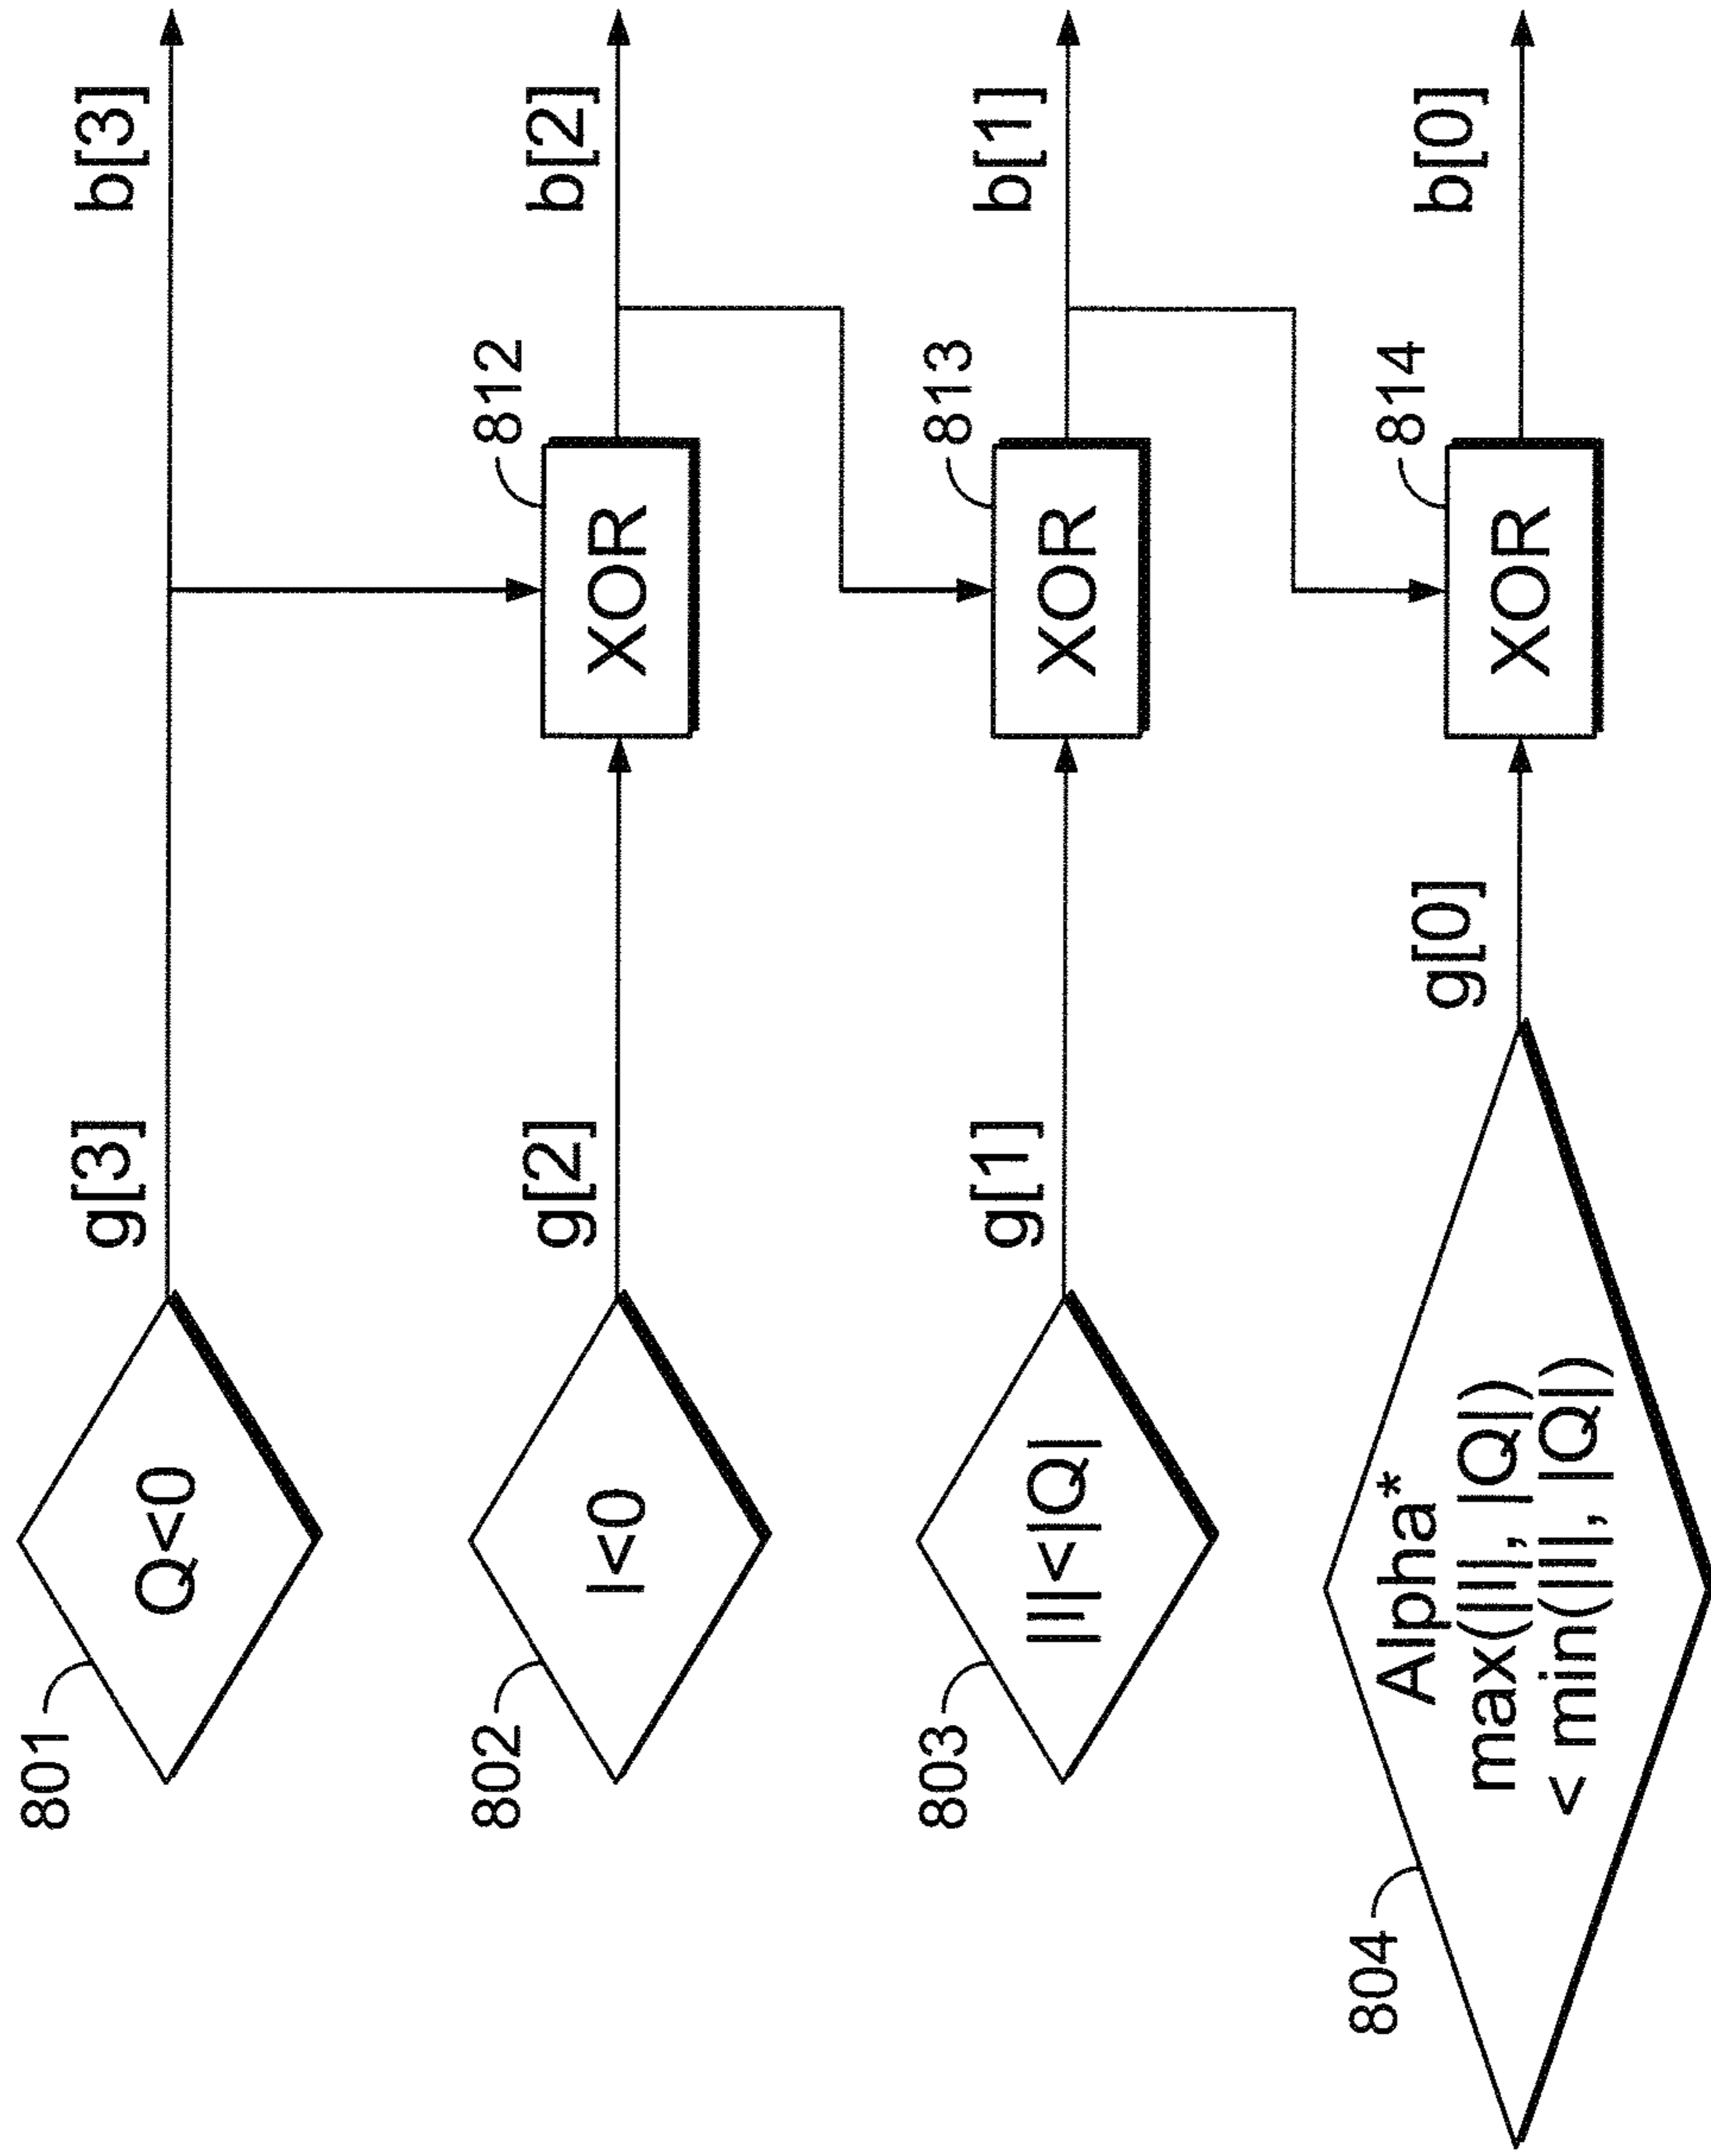 801
Q<0
g[3]
b[3]
802
I<0
g[2]
812
XOR
b[2]
803
|I|<|Q|
g[1]
813
XOR
b[1]
804
Alpha*
max(|I|, |Q|)
< min(|I|, |Q|)
g[0]
814
XOR
b[0]